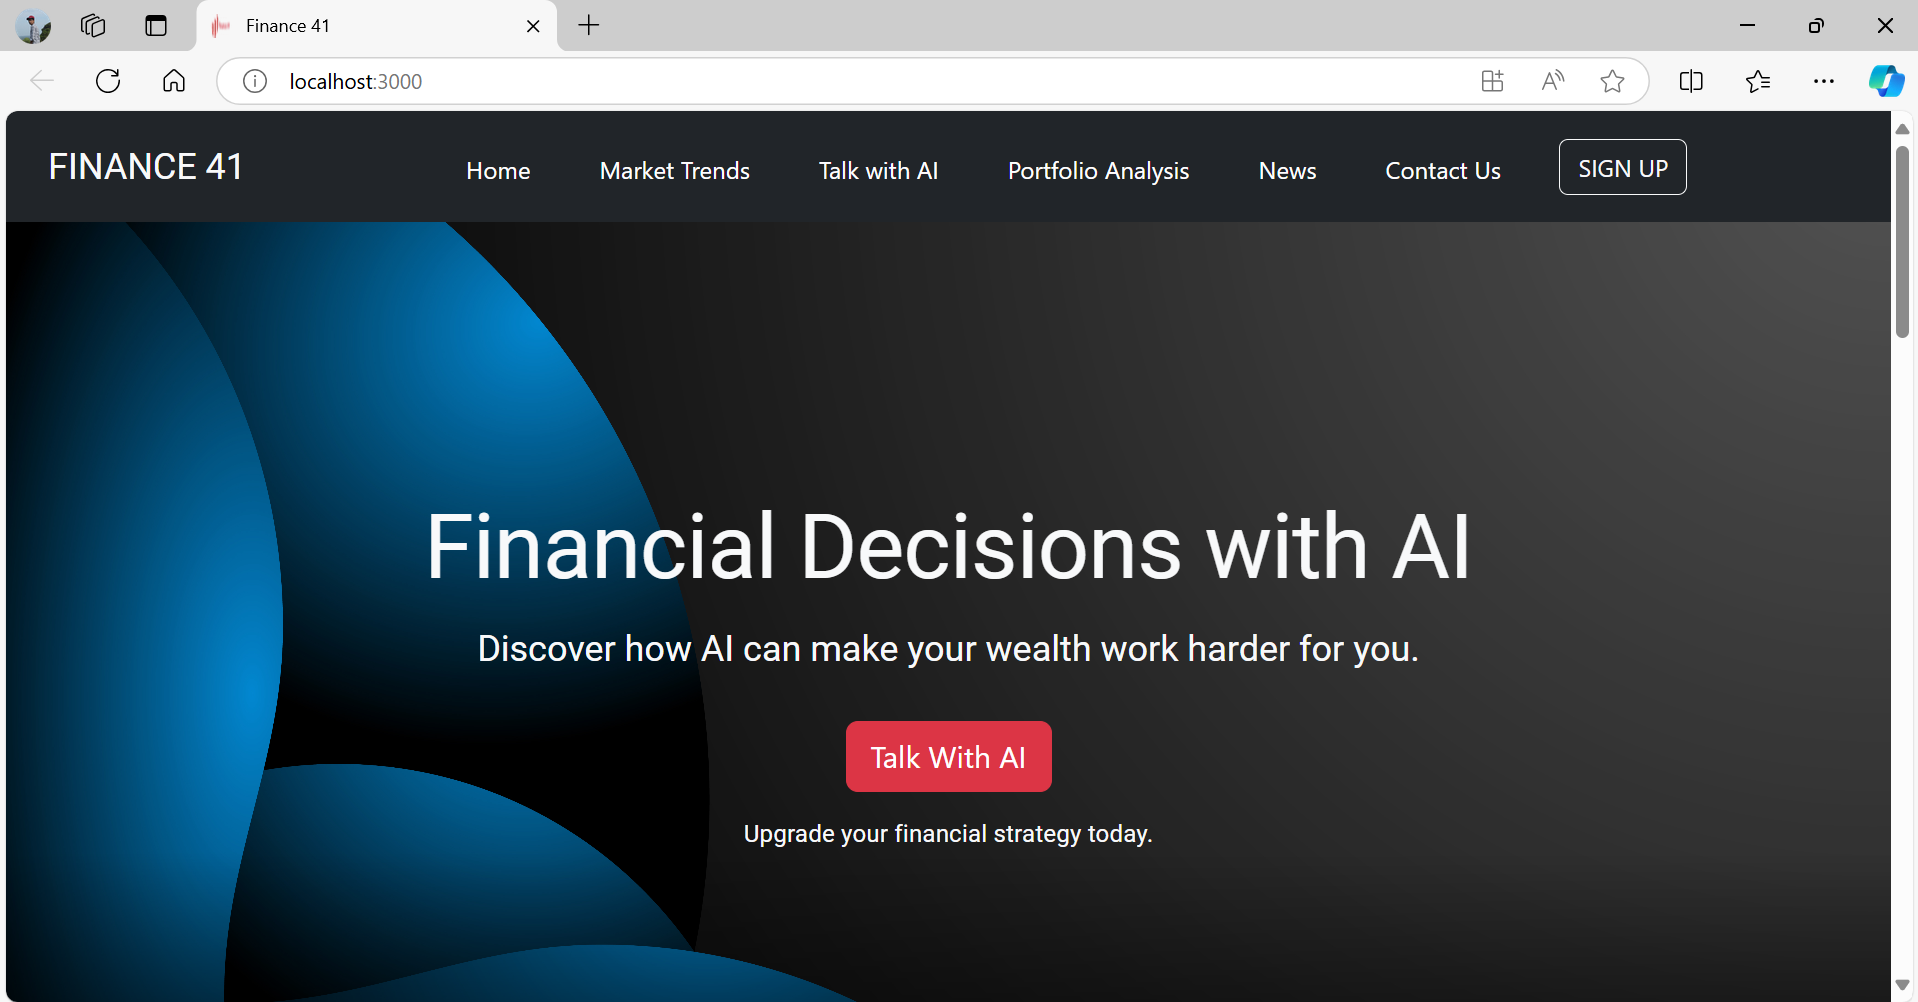 Finance 41
localhost:3000
FINANCE 41 Home Market Trends Talk with AI Portfolio Analysis News Contact Us SIGN UP
Financial Decisions with AI
Discover how AI can make your wealth work harder for you.
Talk With AI
Upgrade your financial strategy today.